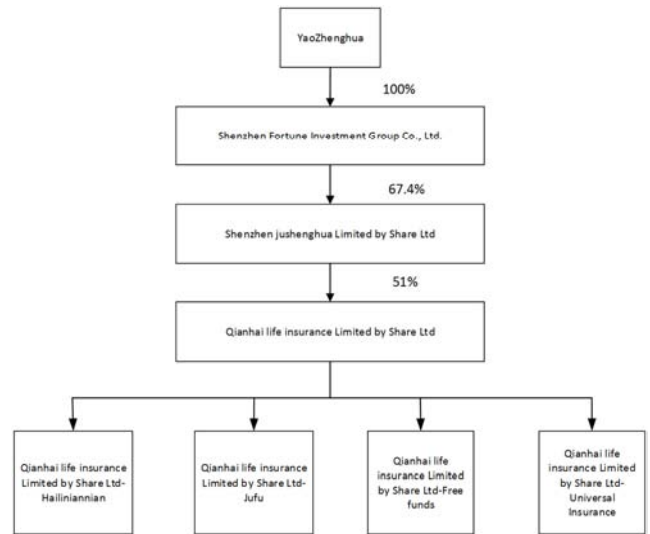 YaoZhenghua
100%
Shenzhen Fortune Investment Group Co., Ltd.
67.4%
Shenzhen jushenghua Limited by Share Ltd
51%
Qianhai life insurance Limited by Share Ltd
Qianhai life insurance
Limited by Share Ltd-
Hailiniannian
Qianhai life insurance
Limited by Share Ltd-
Jufu
Qianhai life
insurance Limited
by Share Ltd-Free
funds
Qianhai life
insurance Limited
by Share Ltd-
Universal
Insurance